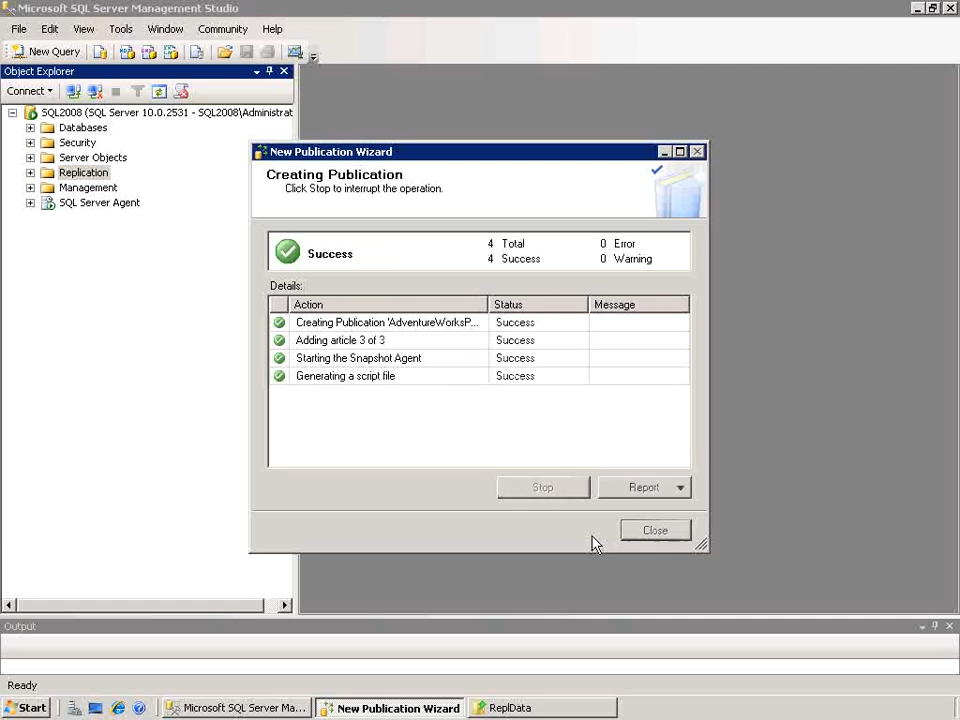 Microsoft SQL Server Management Studio
File Edit View Tools Window Community Help
New Query
Object Explorer
Connect
SQL2008 (SQL Server 10.0.2531 - SQL2008\Administrat
Databases
Security
Server Objects
Replication
Management
SQL Server Agent
New Publication Wizard
Creating Publication
Click Stop to interrupt the operation.
Success
4 Total 0 Error
4 Success 0 Warning
Details:
Action Status Message
Creating Publication 'AdventureWorksP... Success
Adding article 3 of 3 Success
Starting the Snapshot Agent Success
Generating a script file Success
Stop Report
Close
Output
Ready
Start Microsoft SQL Server Ma... New Publication Wizard ReplData